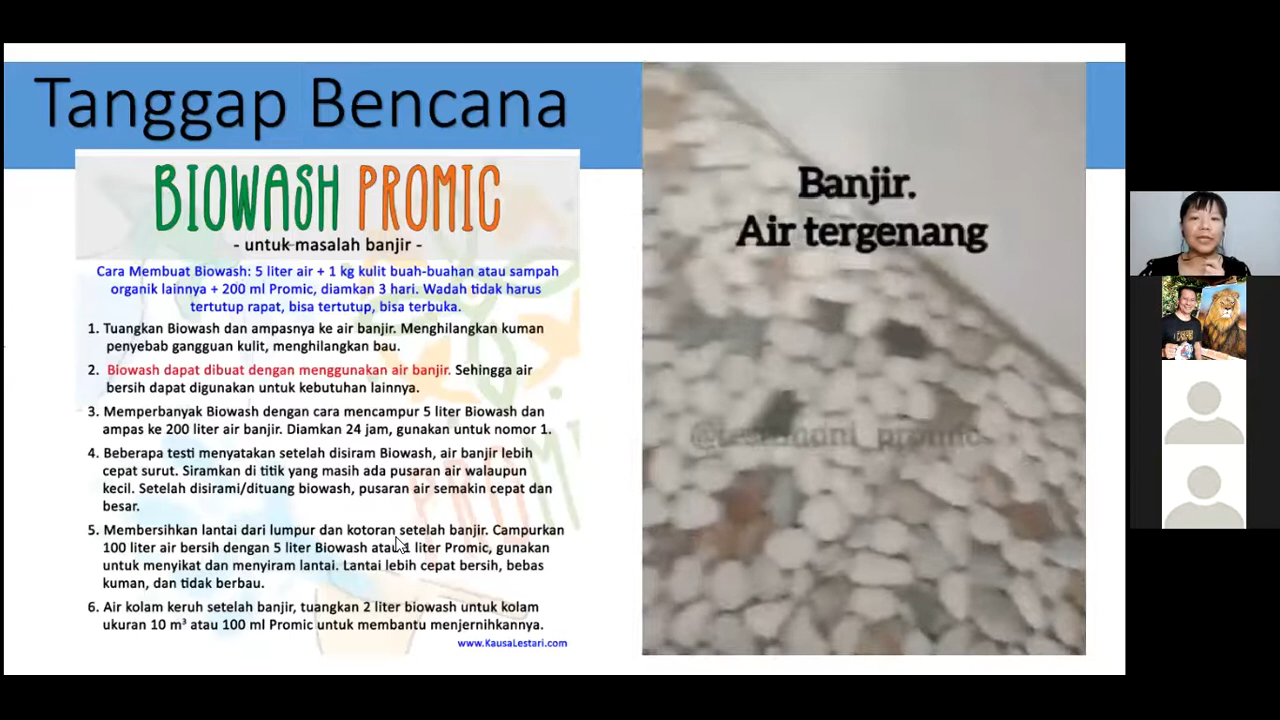 Tanggap Bencana
BIOWASH PROMIC
- untuk masalah banjir -
Cara Membuat Biowash: 5 liter air + 1 kg kulit buah-buahan atau sampah
organik lainnya + 200 ml Promic, diamkan 3 hari. Wadah tidak harus
tertutup rapat, bisa tertutup, bisa terbuka.
1. Tuangkan Biowash dan ampasnya ke air banjir. Menghilangkan kuman
penyebab gangguan kulit, menghilangkan bau.
2. Biowash dapat dibuat dengan menggunakan air banjir. Sehingga air
bersih dapat digunakan untuk kebutuhan lainnya.
3. Memperbanyak Biowash dengan cara mencampur 5 liter Biowash dan
ampas ke 200 liter air banjir. Diamkan 24 jam, gunakan untuk nomor 1.
4. Beberapa testi menyatakan setelah disiram Biowash, air banjir lebih
cepat surut. Siramkan di titik yang masih ada pusaran air walaupun
kecil. Setelah disirami/dituang biowash, pusaran air semakin cepat dan
besar.
5. Membersihkan lantai dari lumpur dan kotoran setelah banjir. Campurkan
100 liter air bersih dengan 5 liter Biowash atau 1 liter Promic, gunakan
untuk menyikat dan menyiram lantai. Lantai lebih cepat bersih, bebas
kuman, dan tidak berbau.
6. Air kolam keruh setelah banjir, tuangkan 2 liter biowash untuk kolam
ukuran 10 m³ atau 100 ml Promic untuk membantu menjernihkannya.
www.KausaLestari.com
Banjir.
Air tergenang